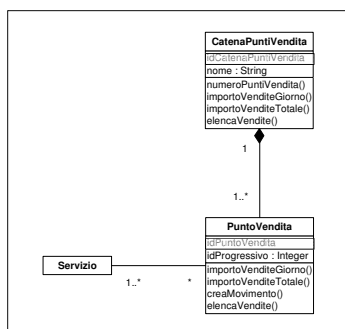 CatenaPuntiVendita
idCatenaPuntiVendita
nome : String
numeroPuntiVendita()
importoVenditeGiorno()
importoVenditeTotale()
elencaVendite()
1
1..*
PuntoVendita
idPuntoVendita
idProgressivo : Integer
importoVenditeGiorno()
importoVenditeTotale()
creaMovimento()
elencaVendite()
Servizio
1..* *